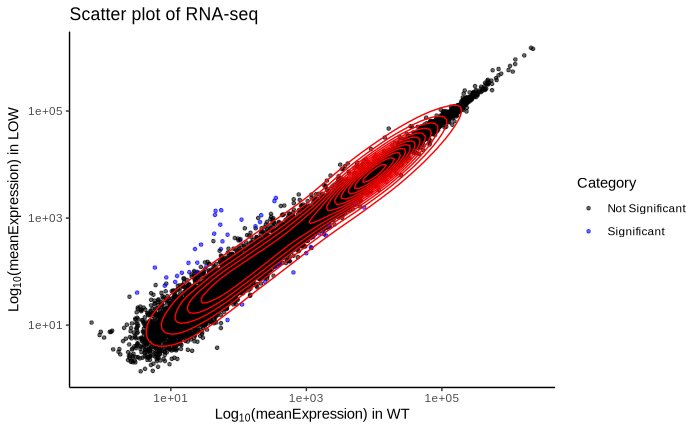 Scatter plot of RNA-seq
Log₁₀(meanExpression) in LOW
1e+05
1e+03
1e+01
1e+01 1e+03 1e+05
Log₁₀(meanExpression) in WT
Category
Not Significant
Significant